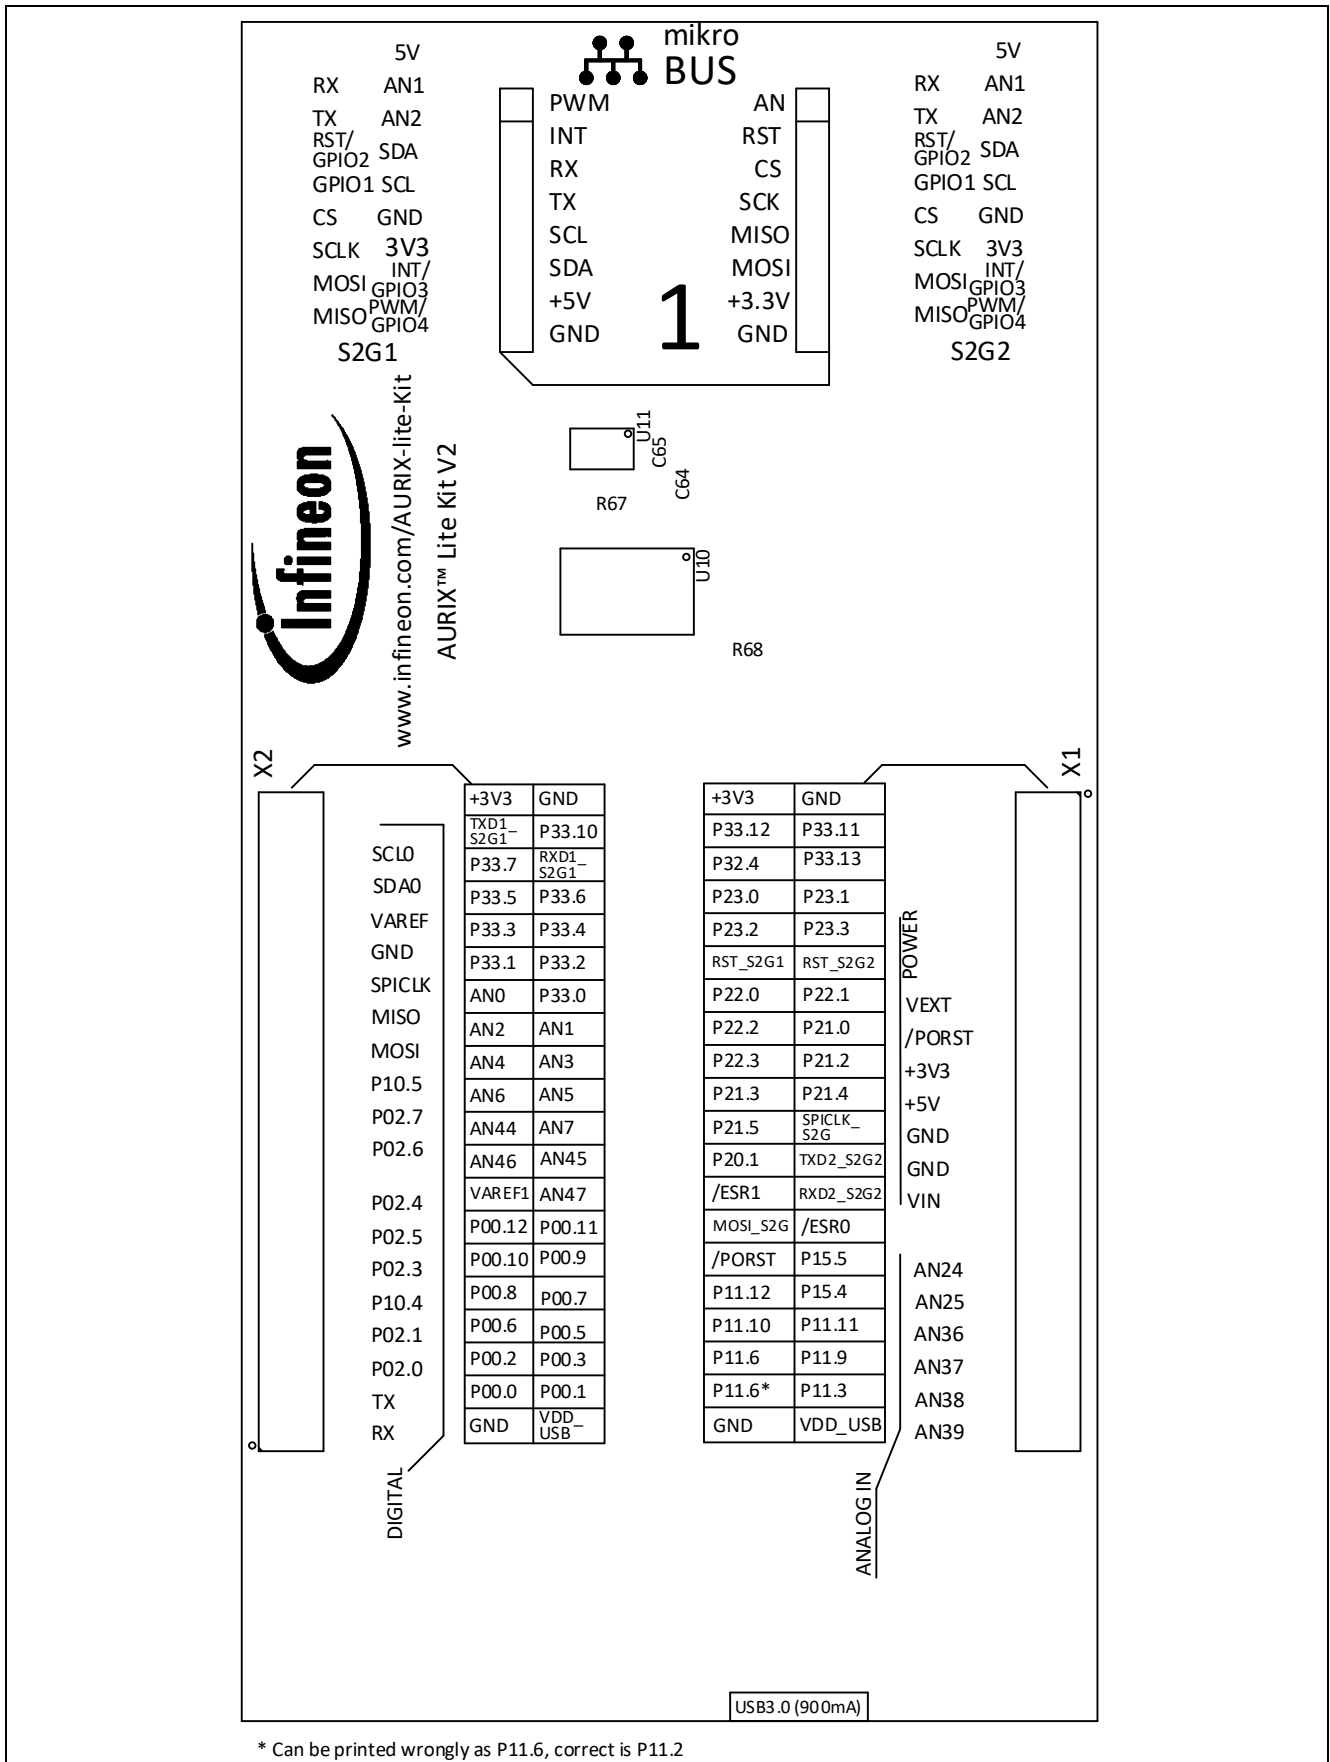 mikro
BUS
5V
RX AN1
TX AN2
RST/
GPIO2 SDA
GPIO1 SCL
CS GND
SCLK 3V3
MOSI INT/
GPIO3
MISO PWM/
GPIO4
S2G1
PWM AN
INT RST
RX CS
TX SCK
SCL MISO
SDA MOSI
+5V +3.3V
GND GND
1
5V
RX AN1
TX AN2
RST/
GPIO2 SDA
GPIO1 SCL
CS GND
SCLK 3V3
MOSI INT/
GPIO3
MISO PWM/
GPIO4
S2G2
Infineon
www.infineon.com/AURIX-lite-Kit
AURIX™ Lite Kit V2
U11
C65
C64
R67
U10
R68
X2
SCL0
SDA0
VAREF
GND
SPICLK
MISO
MOSI
P10.5
P02.7
P02.6
P02.4
P02.5
P02.3
P10.4
P02.1
P02.0
TX
RX
DIGITAL
+3V3 GND
TXD1_
S2G1 P33.10
P33.7 RXD1_
S2G1
P33.5 P33.6
P33.3 P33.4
P33.1 P33.2
AN0 P33.0
AN2 AN1
AN4 AN3
AN6 AN5
AN44 AN7
AN46 AN45
VAREF1 AN47
P00.12 P00.11
P00.10 P00.9
P00.8 P00.7
P00.6 P00.5
P00.2 P00.3
P00.0 P00.1
GND VDD_
USB
+3V3 GND
P33.12 P33.11
P32.4 P33.13
P23.0 P23.1
P23.2 P23.3
RST_S2G1 RST_S2G2
P22.0 P22.1
P22.2 P21.0
P22.3 P21.2
P21.3 P21.4
P21.5 SPICLK_
S2G
P20.1 TXD2_S2G2
/ESR1 RXD2_S2G2
MOSI_S2G /ESR0
/PORST P15.5
P11.12 P15.4
P11.10 P11.11
P11.6 P11.9
P11.6* P11.3
GND VDD_USB
X1
POWER
VEXT
/PORST
+3V3
+5V
GND
GND
VIN
AN24
AN25
AN36
AN37
AN38
AN39
ANALOG IN
USB3.0 (900mA)
* Can be printed wrongly as P11.6, correct is P11.2